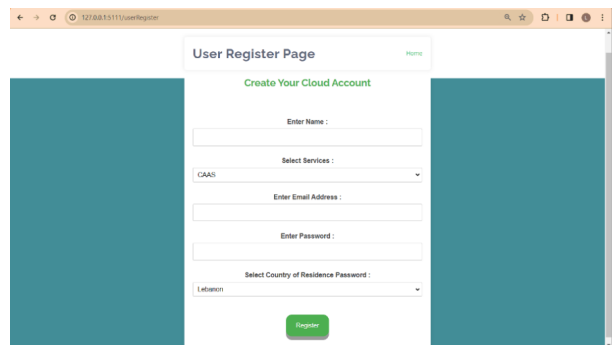 127.0.0.1:5111/userRegister
User Register Page
Home
Create Your Cloud Account
Enter Name :
Select Services :
CAAS
Enter Email Address :
Enter Password :
Select Country of Residence Password :
Lebanon
Register